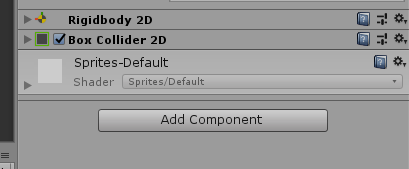 Rigidbody 2D
Box Collider 2D
Sprites-Default
Shader Sprites/Default
Add Component